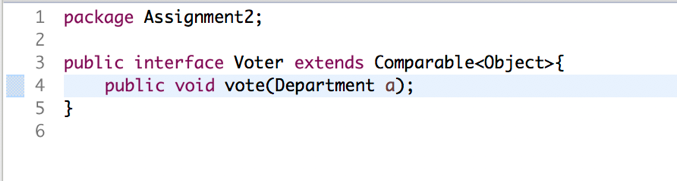 1 package Assignment2;
2
3 public interface Voter extends Comparable<Object>{
4     public void vote(Department a);
5 }
6